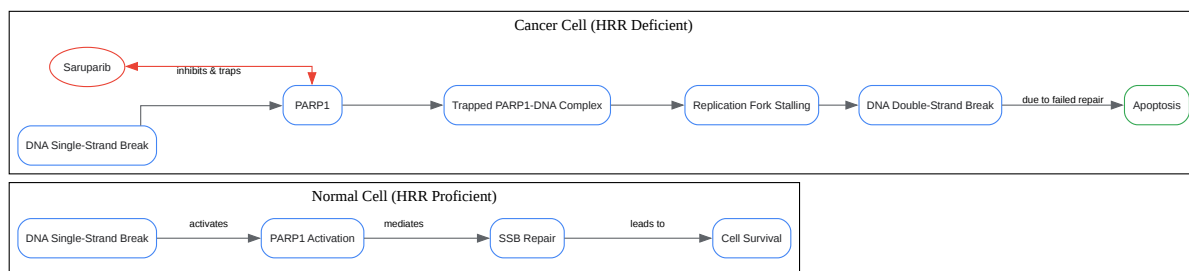 Cancer Cell (HRR Deficient)
Saruparib
inhibits & traps
PARP1
Trapped PARP1-DNA Complex
Replication Fork Stalling
DNA Double-Strand Break
due to failed repair
Apoptosis
DNA Single-Strand Break
Normal Cell (HRR Proficient)
DNA Single-Strand Break
activates
PARP1 Activation
mediates
SSB Repair
leads to
Cell Survival